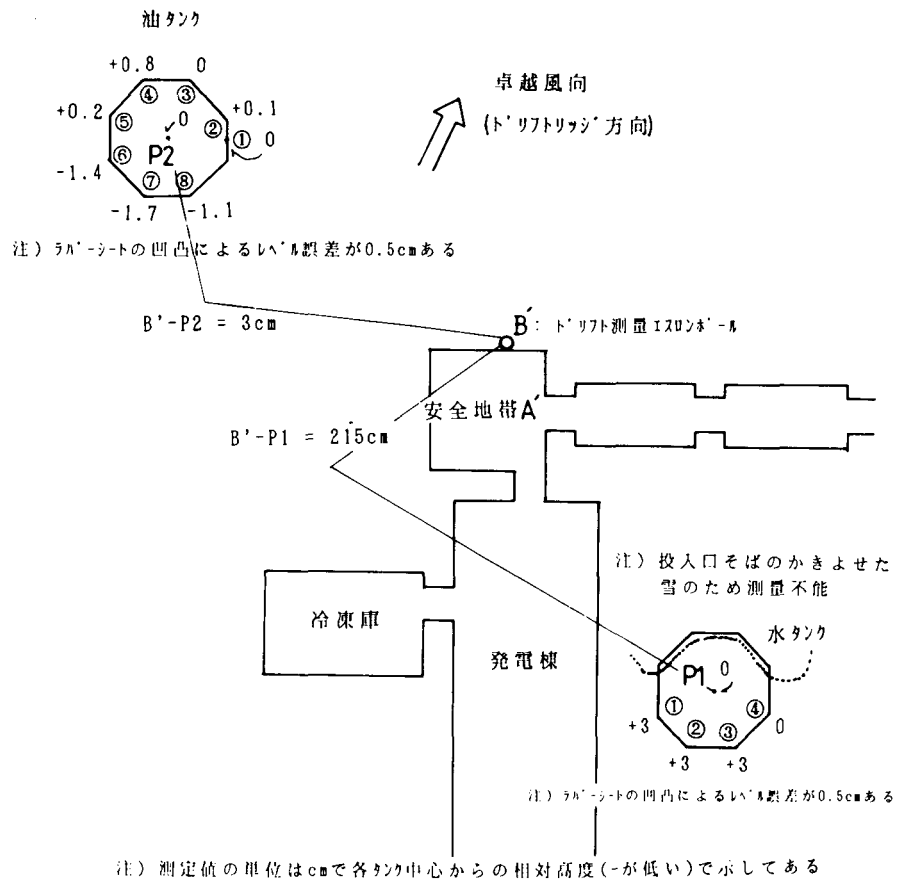 油タンク
+0.8 0
+0.2 ④ ③ +0.1
⑤ 0 ② ① 0
⑥ P2
-1.4 ⑦ ⑧
-1.7 -1.1
卓越風向
(ドリフトリッジ方向)
注) ラバーシートの凹凸によるレベル誤差が0.5cmある
B'-P2 = 3cm
B': ドリフト測量エスロンポール
安全地帯A'
B'-P1 = 215cm
注) 投入口そばのかきよせた
雪のため測量不能
冷凍庫
発電棟
水タンク
P1 0
① ④
+3 ② ③ 0
+3 +3
注) ラバーシートの凹凸によるレベル誤差が0.5cmある
注) 測定値の単位はcmで各タンク中心からの相対高度(-が低い)で示してある